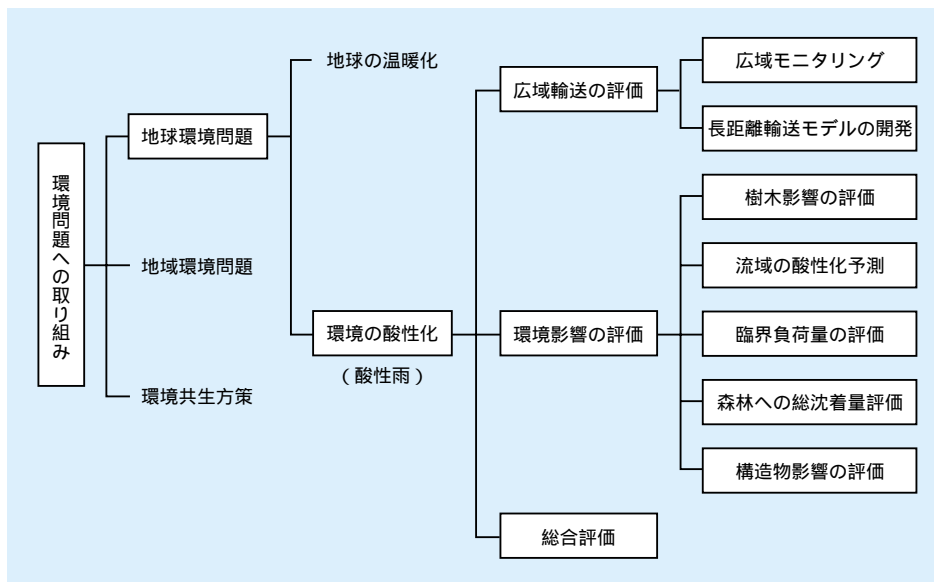 環境問題への取り組み
地球環境問題
地域環境問題
環境共生方策
地球の温暖化
環境の酸性化
(酸性雨)
広域輸送の評価
環境影響の評価
総合評価
広域モニタリング
長距離輸送モデルの開発
樹木影響の評価
流域の酸性化予測
臨界負荷量の評価
森林への総沈着量評価
構造物影響の評価